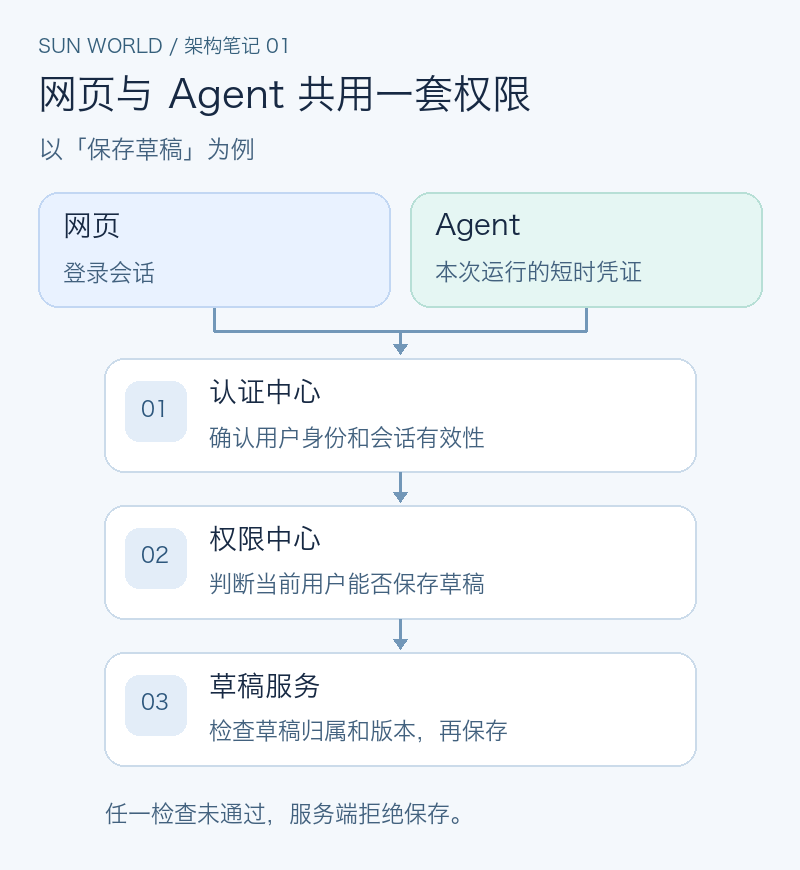 SUN WORLD / 架构笔记 01
网页与 Agent 共用一套权限
以「保存草稿」为例
网页
登录会话
Agent
本次运行的短时凭证
01
认证中心
确认用户身份和会话有效性
02
权限中心
判断当前用户能否保存草稿
03
草稿服务
检查草稿归属和版本，再保存
任一检查未通过，服务端拒绝保存。